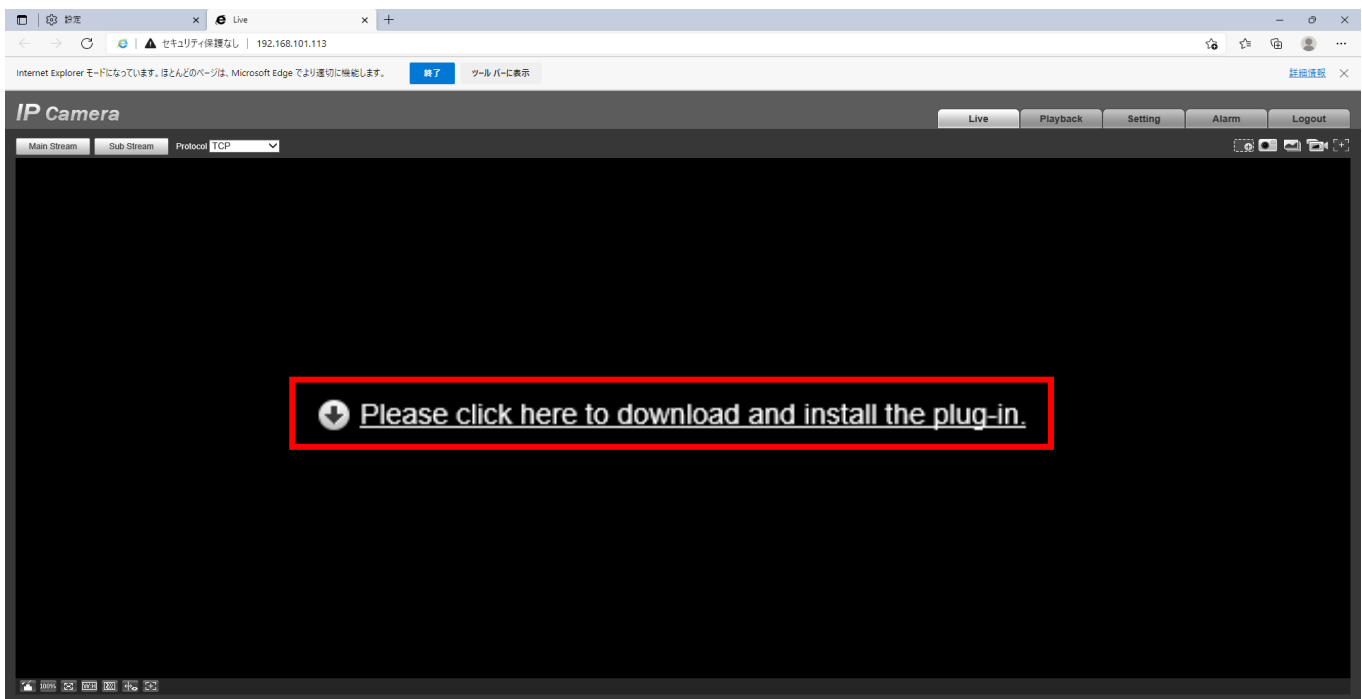 設定
Live
セキュリティ保護なし | 192.168.101.113
Internet Explorer モードになっています。ほとんどのページは、Microsoft Edge でより適切に機能します。 終了 ツール バーに表示 詳細情報
IP Camera
Live Playback Setting Alarm Logout
Main Stream Sub Stream Protocol TCP
Please click here to download and install the plug-in.
100% W:H